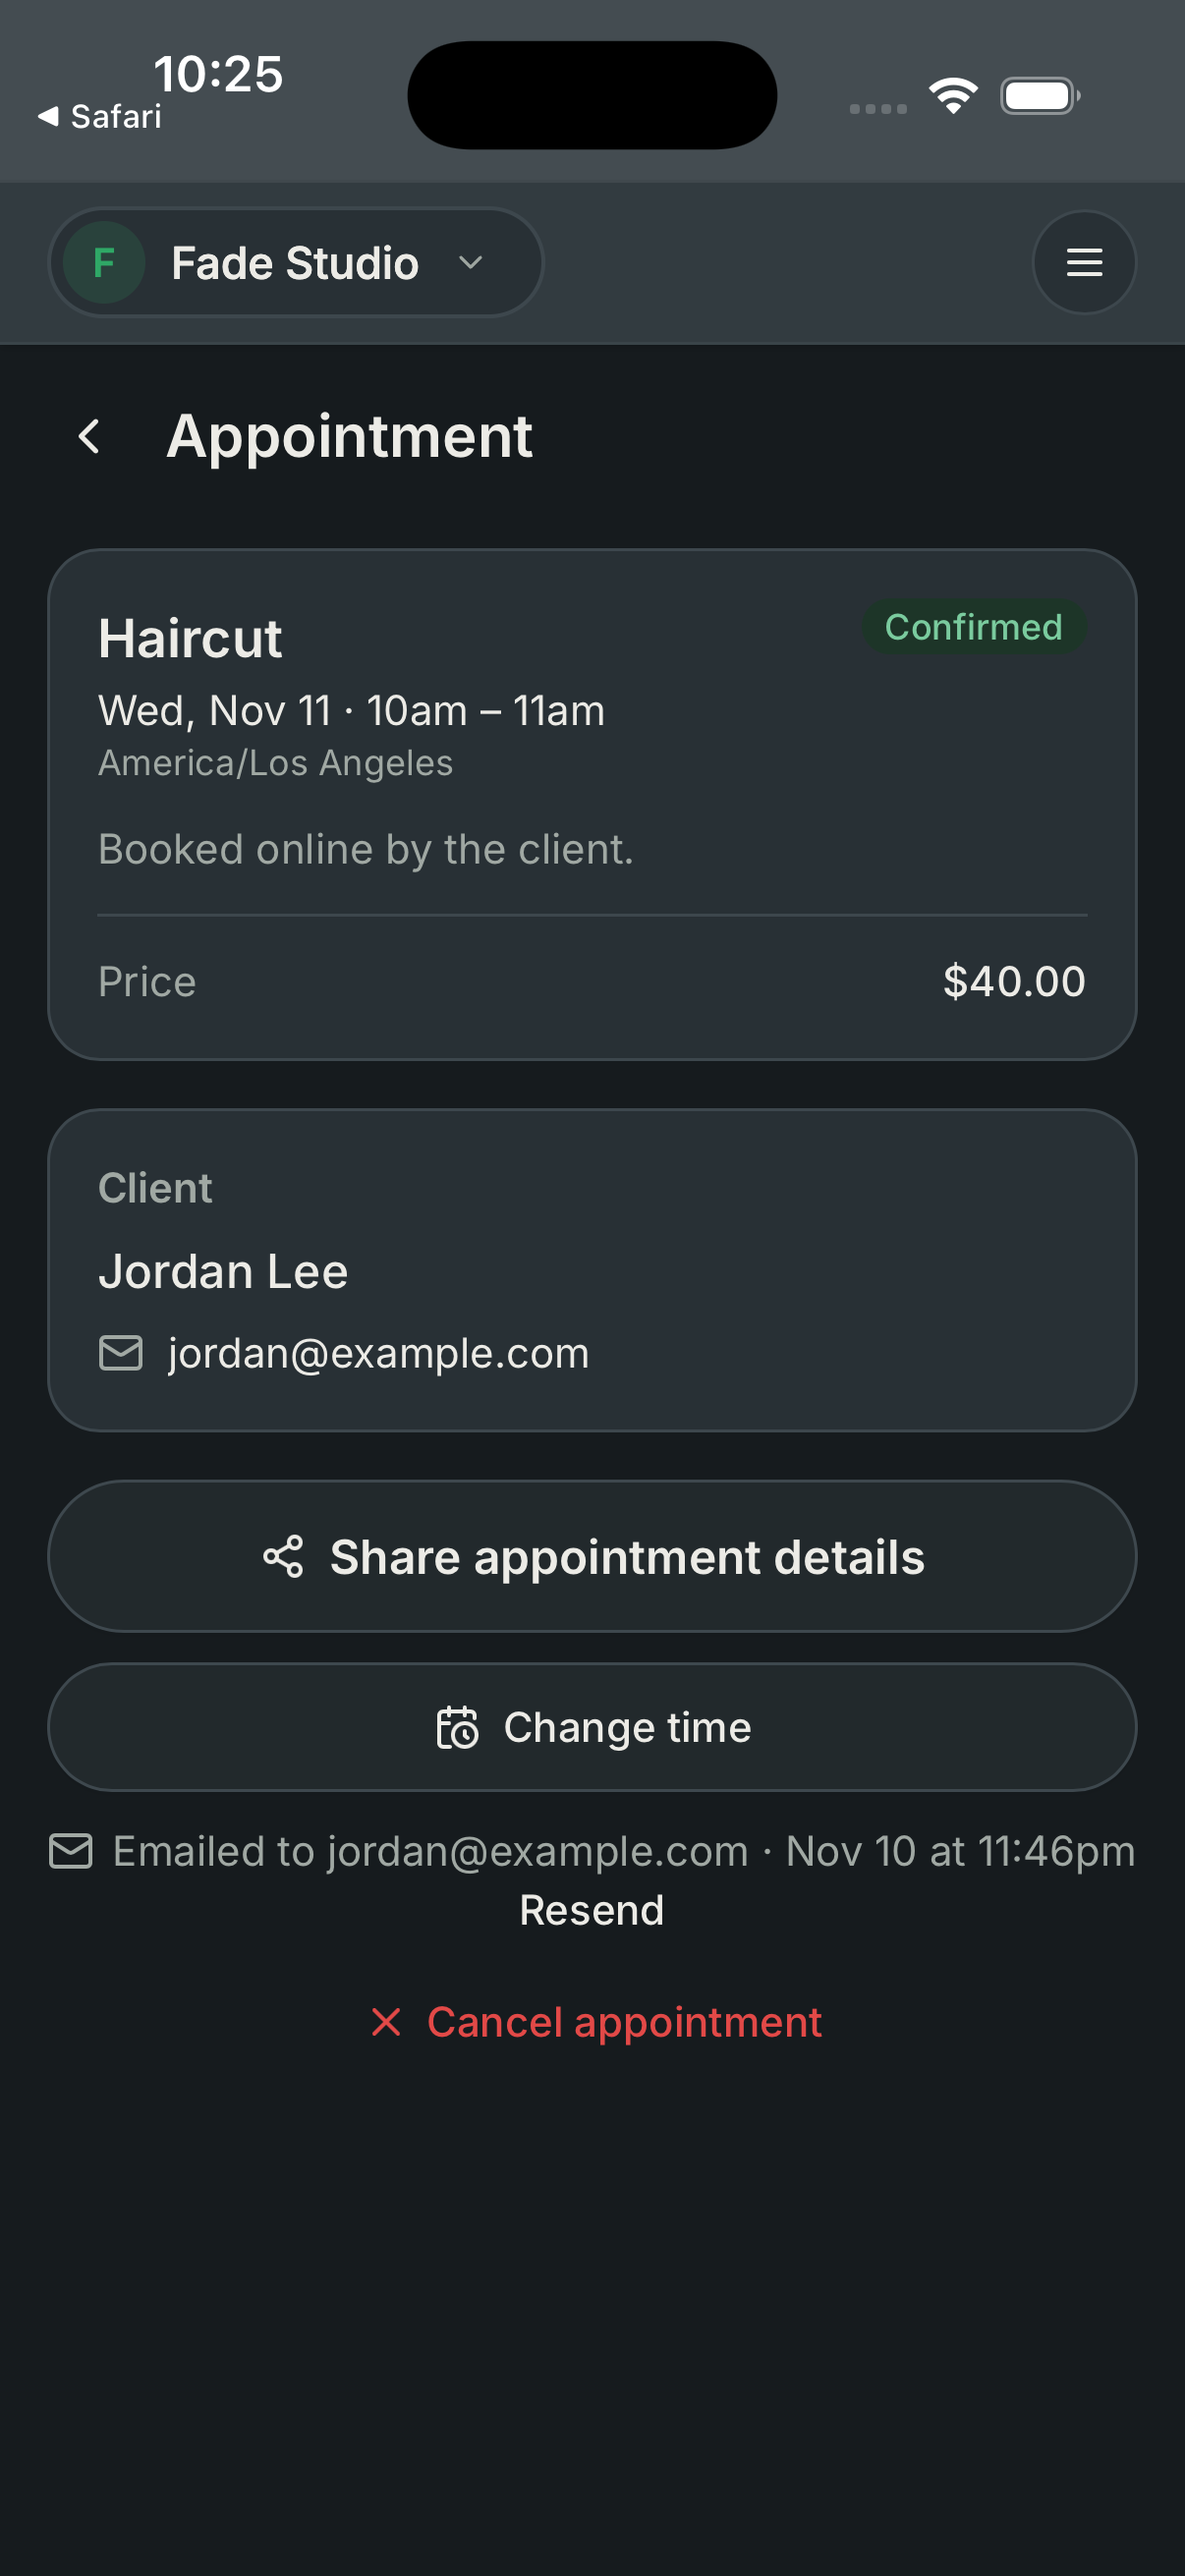 10:25
Safari
F Fade Studio
Appointment
Haircut
Confirmed
Wed, Nov 11 · 10am – 11am
America/Los Angeles
Booked online by the client.
Price $40.00
Client
Jordan Lee
jordan@example.com
Share appointment details
Change time
Emailed to jordan@example.com · Nov 10 at 11:46pm
Resend
Cancel appointment